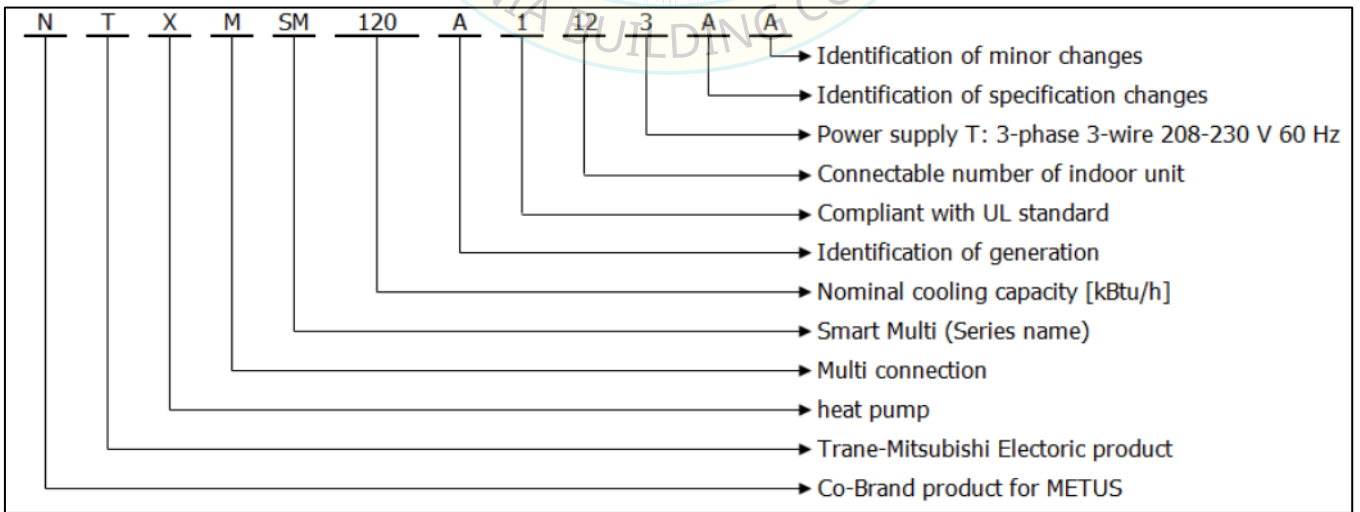 N T X M SM 120 A 1 12 3 A A
BUILDING CO
Identification of minor changes
Identification of specification changes
Power supply T: 3-phase 3-wire 208-230 V 60 Hz
Connectable number of indoor unit
Compliant with UL standard
Identification of generation
Nominal cooling capacity [kBtu/h]
Smart Multi (Series name)
Multi connection
heat pump
Trane-Mitsubishi Electoric product
Co-Brand product for METUS